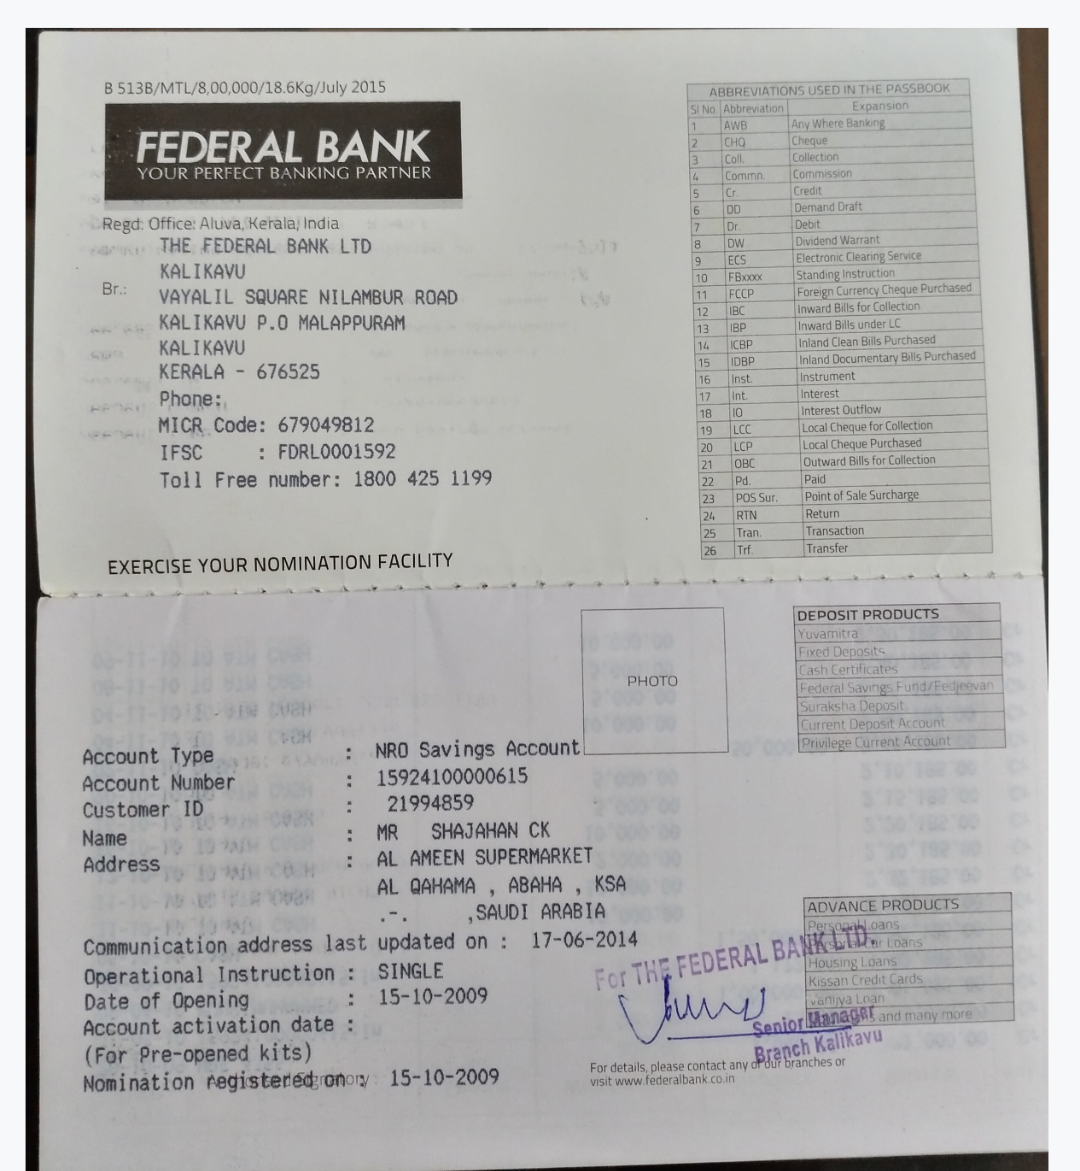 B 513B/MTL/8,00,000/18.6Kg/July 2015
FEDERAL BANK
YOUR PERFECT BANKING PARTNER
Regd: Office: Aluva, Kerala, India
THE FEDERAL BANK LTD
KALIKAVU
Br.:
VAYALIL SQUARE NILAMBUR ROAD
KALIKAVU P.O MALAPPURAM
KALIKAVU
KERALA - 676525
Phone:
MICR Code: 679049812
IFSC : FDRL0001592
Toll Free number: 1800 425 1199
EXERCISE YOUR NOMINATION FACILITY
ABBREVIATIONS USED IN THE PASSBOOK
Sl No. Abbreviation Expansion
1 AWB Any Where Banking
2 CHQ Cheque
3 Coll. Collection
4 Commn. Commission
5 Cr. Credit
6 DD Demand Draft
7 Dr. Debit
8 DW Dividend Warrant
9 ECS Electronic Clearing Service
10 FBxxxx Standing Instruction
11 FCCP Foreign Currency Cheque Purchased
12 IBC Inward Bills for Collection
13 IBP Inward Bills under LC
14 ICBP Inland Clean Bills Purchased
15 IDBP Inland Documentary Bills Purchased
16 Inst. Instrument
17 Int. Interest
18 IO Interest Outflow
19 LCC Local Cheque for Collection
20 LCP Local Cheque Purchased
21 OBC Outward Bills for Collection
22 Pd. Paid
23 POS Sur. Point of Sale Surcharge
24 RTN Return
25 Tran. Transaction
26 Trf. Transfer
PHOTO
DEPOSIT PRODUCTS
Yuvamitra
Fixed Deposits
Cash Certificates
Federal Savings Fund/Fedjeevan
Suraksha Deposit
Current Deposit Account
Privilege Current Account
Account Type : NRO Savings Account
Account Number : 15924100000615
Customer ID : 21994859
Name : MR SHAJAHAN CK
Address : AL AMEEN SUPERMARKET
AL QAHAMA , ABAHA , KSA
.-. ,SAUDI ARABIA
Communication address last updated on : 17-06-2014
Operational Instruction : SINGLE
Date of Opening : 15-10-2009
Account activation date :
(For Pre-opened kits)
Nomination registered on : 15-10-2009
ADVANCE PRODUCTS
Personal Loans
Car Loans
Housing Loans
Kissan Credit Cards
Vanijya Loan
and many more
For THE FEDERAL BANK LTD.
Senior Manager
Branch Kalikavu
For details, please contact any of our branches or
visit www.federalbank.co.in